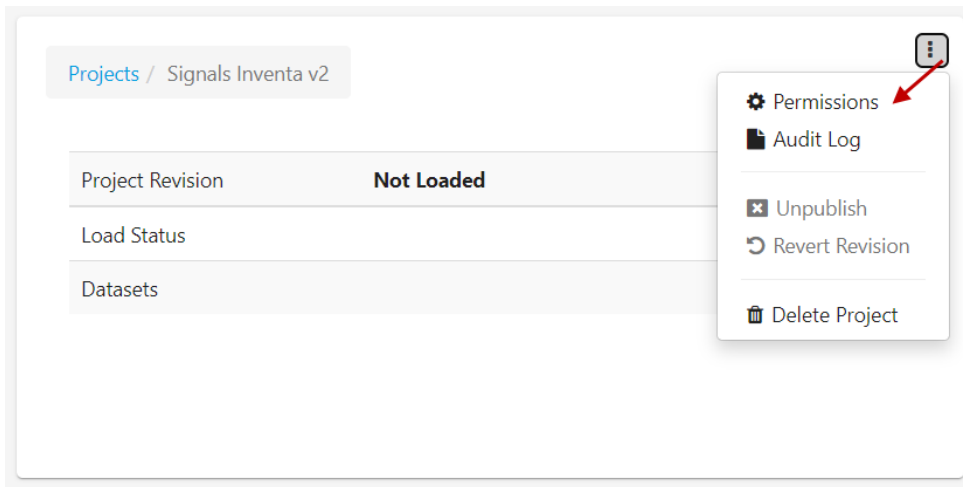 Projects / Signals Inventa v2
Permissions
Audit Log
Unpublish
Revert Revision
Delete Project
Project Revision Not Loaded
Load Status
Datasets